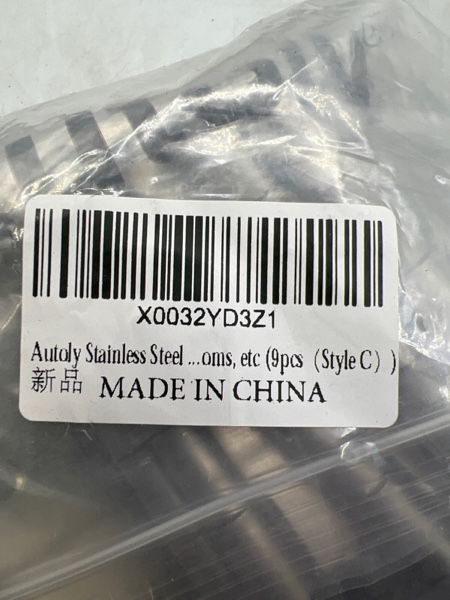 X0032YD3Z1
Autoly Stainless Steel ...oms, etc (9pcs（Style C）)
新品 MADE IN CHINA